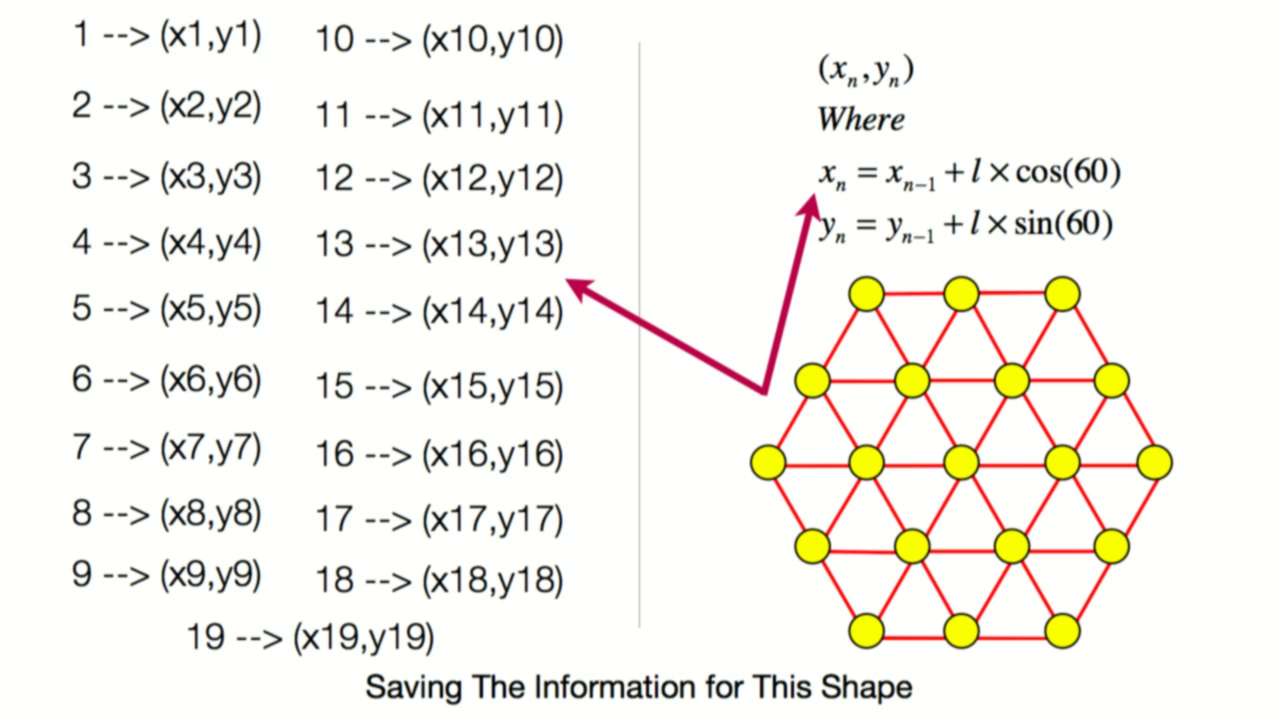 1 --> (x1,y1)
2 --> (x2,y2)
3 --> (x3,y3)
4 --> (x4,y4)
5 --> (x5,y5)
6 --> (x6,y6)
7 --> (x7,y7)
8 --> (x8,y8)
9 --> (x9,y9)
10 --> (x10,y10)
11 --> (x11,y11)
12 --> (x12,y12)
13 --> (x13,y13)
14 --> (x14,y14)
15 --> (x15,y15)
16 --> (x16,y16)
17 --> (x17,y17)
18 --> (x18,y18)
19 --> (x19,y19)
(xₙ,yₙ)
Where
xₙ = xₙ₋₁ + l × cos(60)
yₙ = yₙ₋₁ + l × sin(60)
Saving The Information for This Shape